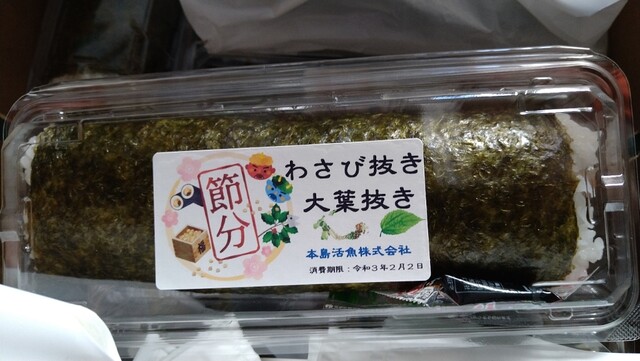 節分
わさび抜き
大葉抜き
本島活魚株式会社
消費期限：令和3年2月2日